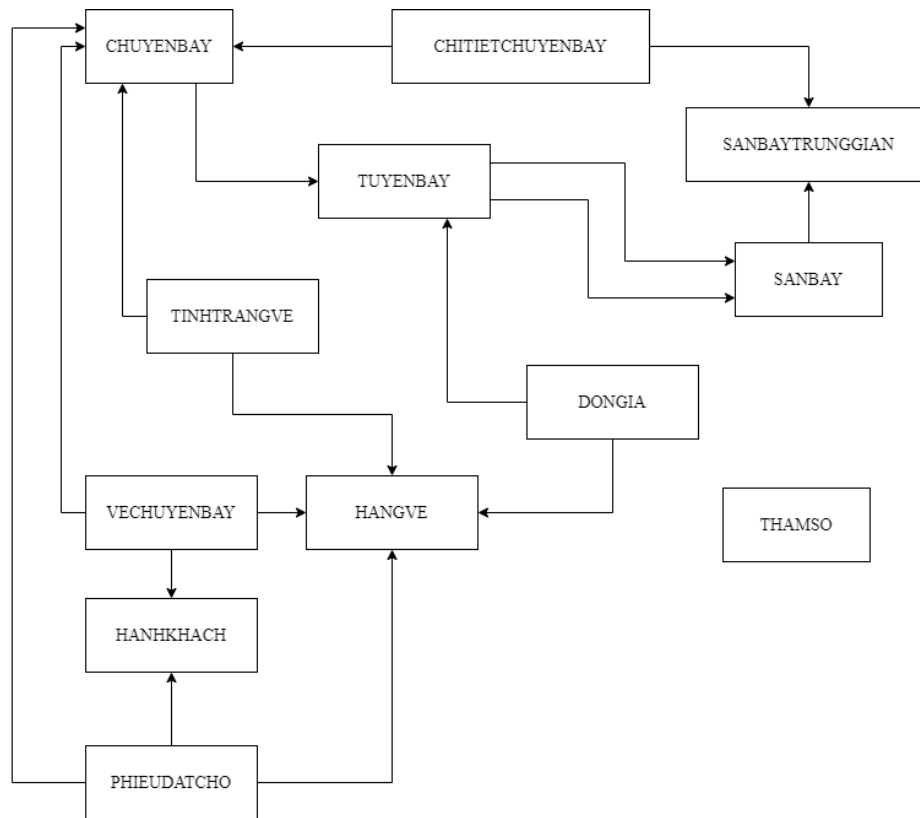 CHUYENBAY
CHITIETCHUYENBAY
SANBAYTRUNGGIAN
TUYENBAY
SANBAY
TINHTRANGVE
DONGIA
VECHUYENBAY
HANGVE
THAMSO
HANHKHACH
PHIEUDATCHO